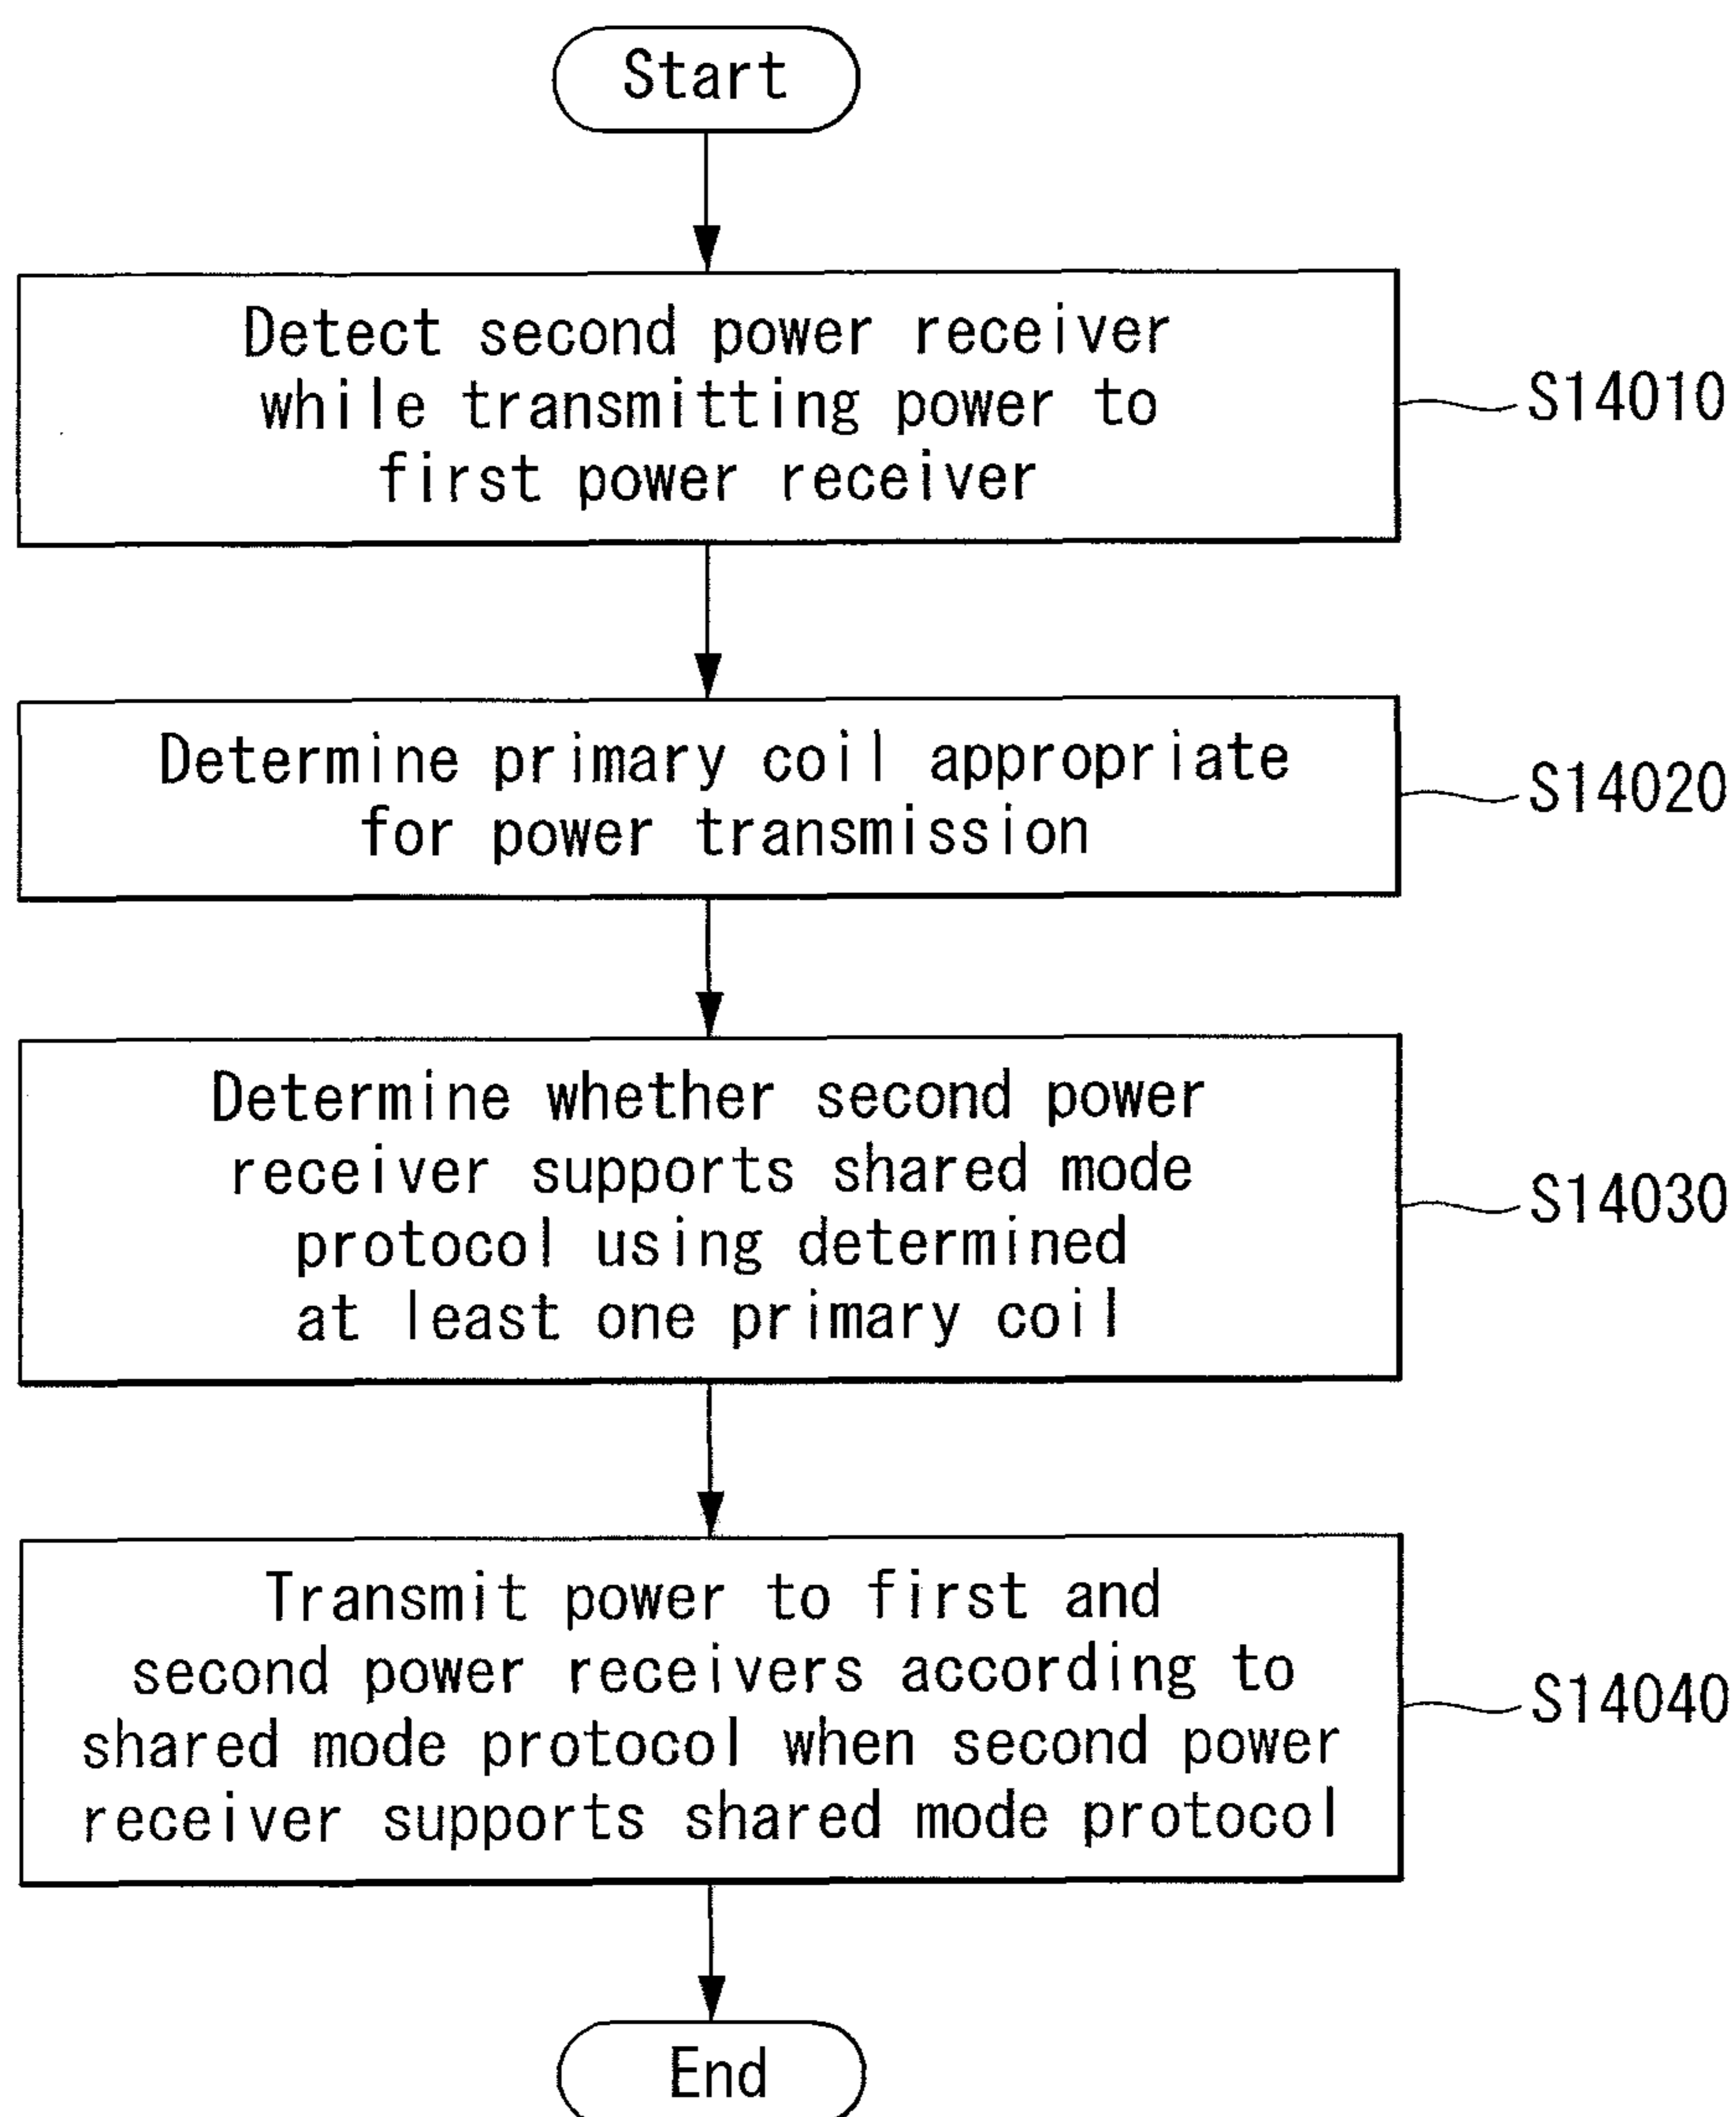 Start
Detect second power receiver
while transmitting power to
first power receiver
S14010
Determine primary coil appropriate
for power transmission
S14020
Determine whether second power
receiver supports shared mode
protocol using determined
at least one primary coil
S14030
Transmit power to first and
second power receivers according to
shared mode protocol when second power
receiver supports shared mode protocol
S14040
End